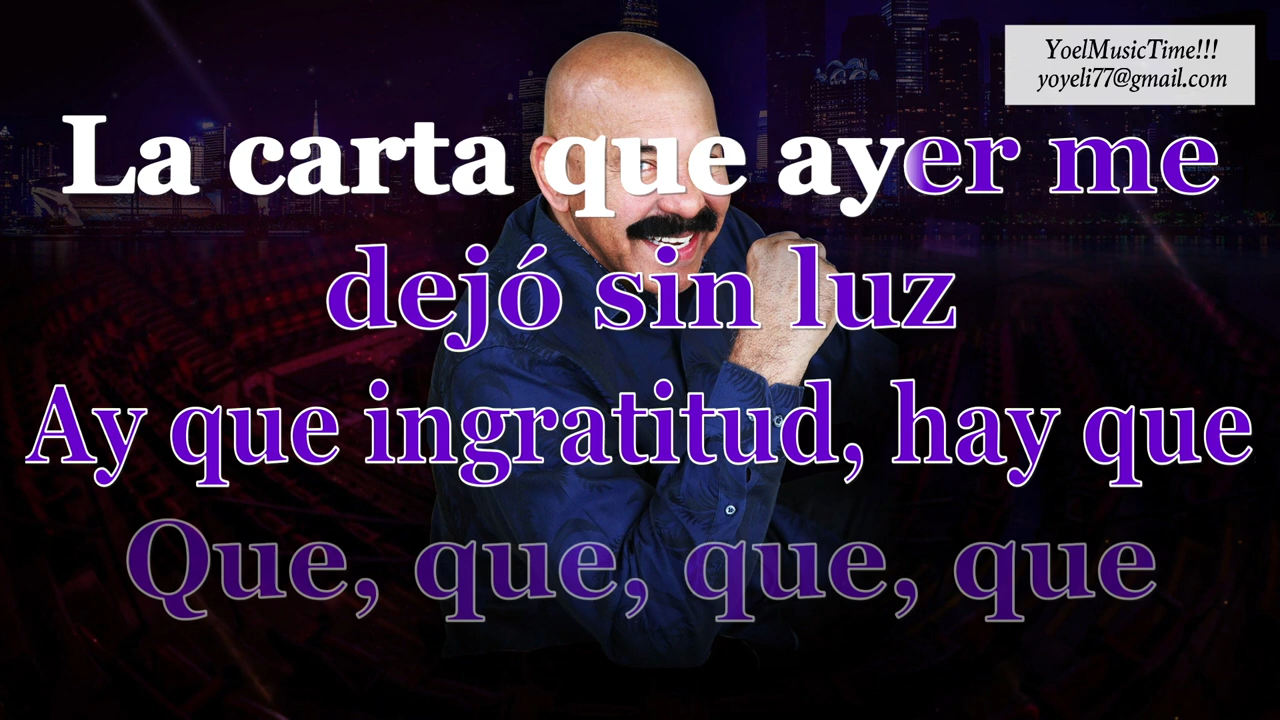 YoelMusicTime!!!
yoyeli77@gmail.com
La carta que ayer me
dejó sin luz
Ay que ingratitud, hay que
Que, que, que, que